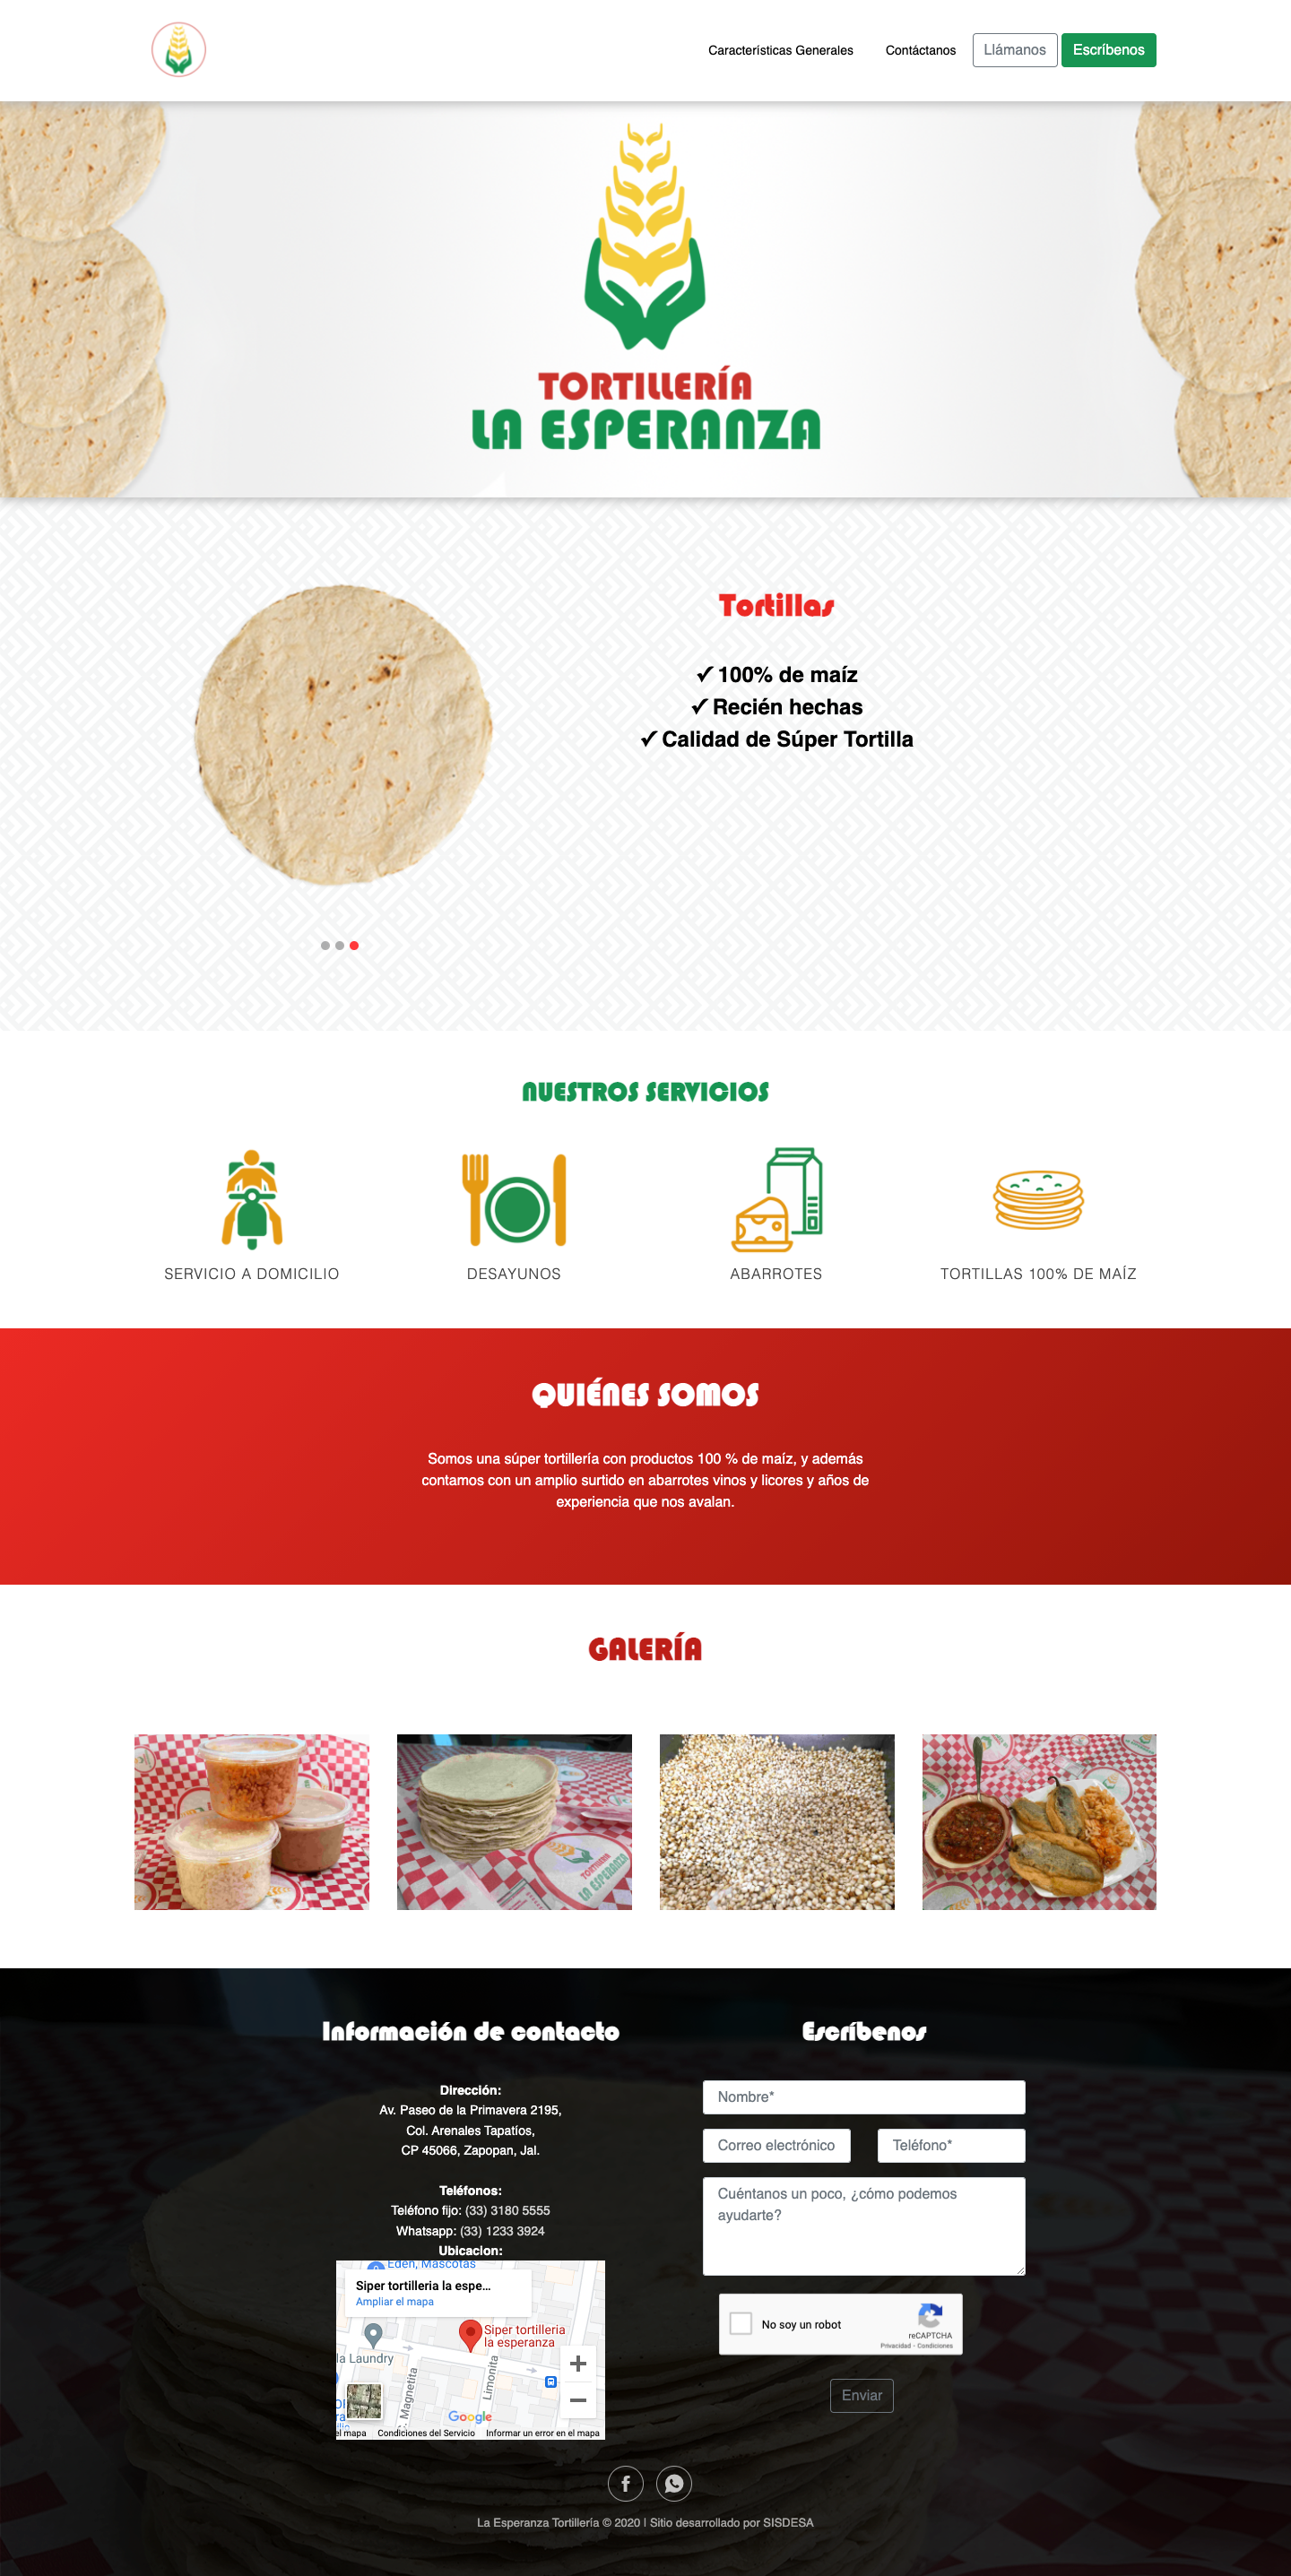 Características Generales
Contáctanos
Llámanos
Escríbenos
TORTILLERÍA
LA ESPERANZA
Tortillas
✓ 100% de maíz
✓ Recién hechas
✓ Calidad de Súper Tortilla
NUESTROS SERVICIOS
SERVICIO A DOMICILIO
DESAYUNOS
ABARROTES
TORTILLAS 100% DE MAÍZ
QUIÉNES SOMOS
Somos una súper tortillería con productos 100 % de maíz, y además
contamos con un amplio surtido en abarrotes vinos y licores y años de
experiencia que nos avalan.
GALERÍA
TORTILLERIA
LA ESPERANZA
Información de contacto
Dirección:
Av. Paseo de la Primavera 2195,
Col. Arenales Tapatíos,
CP 45066, Zapopan, Jal.
Teléfonos:
Teléfono fijo: (33) 3180 5555
Whatsapp: (33) 1233 3924
Ubicacion:
Eden, Mascotas
Siper tortilleria la espe...
Ampliar el mapa
Siper tortilleria
la esperanza
la Laundry
Magnetita
Limonita
Google
el mapa
Condiciones del Servicio
Informar un error en el mapa
Escríbenos
Nombre*
Correo electrónico
Teléfono*
Cuéntanos un poco, ¿cómo podemos
ayudarte?
No soy un robot
reCAPTCHA
Privacidad - Condiciones
Enviar
La Esperanza Tortillería © 2020 | Sitio desarrollado por SISDESA